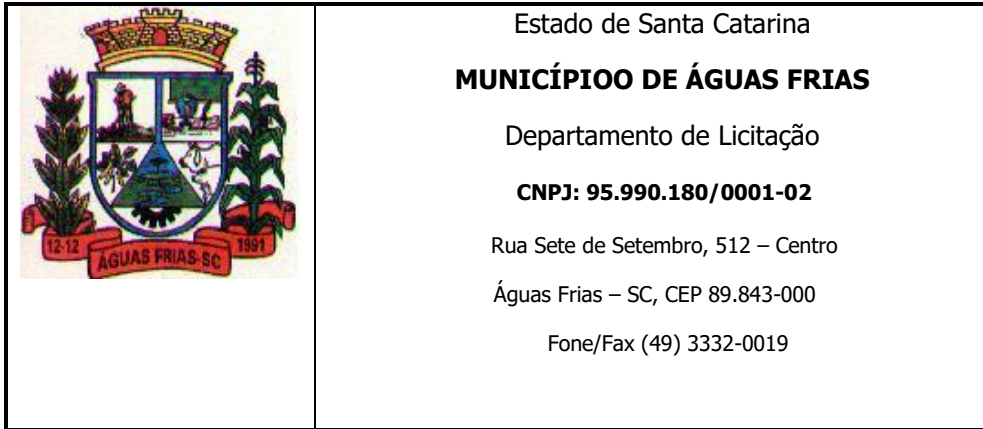 12-12
ÁGUAS FRIAS-SC
1991
Estado de Santa Catarina
MUNICÍPIOO DE ÁGUAS FRIAS
Departamento de Licitação
CNPJ: 95.990.180/0001-02
Rua Sete de Setembro, 512 – Centro
Águas Frias – SC, CEP 89.843-000
Fone/Fax (49) 3332-0019